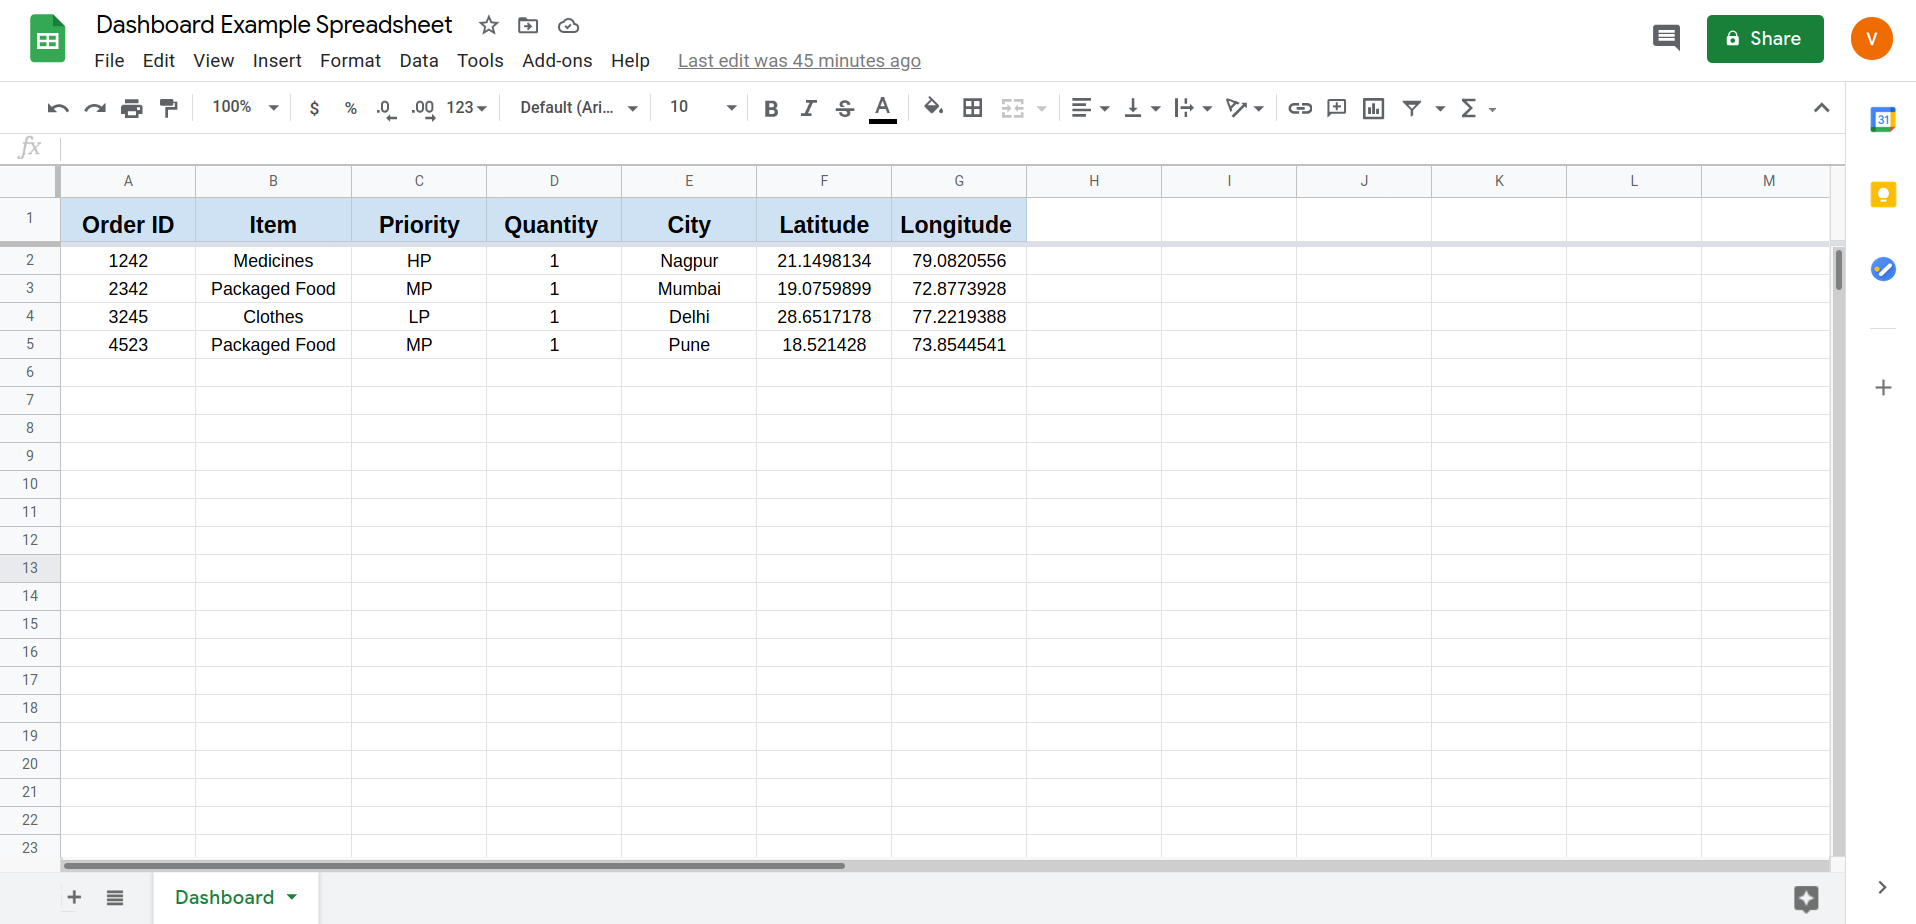 Dashboard Example Spreadsheet
File Edit View Insert Format Data Tools Add-ons Help Last edit was 45 minutes ago
Share
V
100% $ % .0 .00 123 Default (Ari... 10 B I S A
31
fx
A B C D E F G H I J K L M
1 Order ID Item Priority Quantity City Latitude Longitude
2 1242 Medicines HP 1 Nagpur 21.1498134 79.0820556
3 2342 Packaged Food MP 1 Mumbai 19.0759899 72.8773928
4 3245 Clothes LP 1 Delhi 28.6517178 77.2219388
5 4523 Packaged Food MP 1 Pune 18.521428 73.8544541
6
7
8
9
10
11
12
13
14
15
16
17
18
19
20
21
22
23
Dashboard